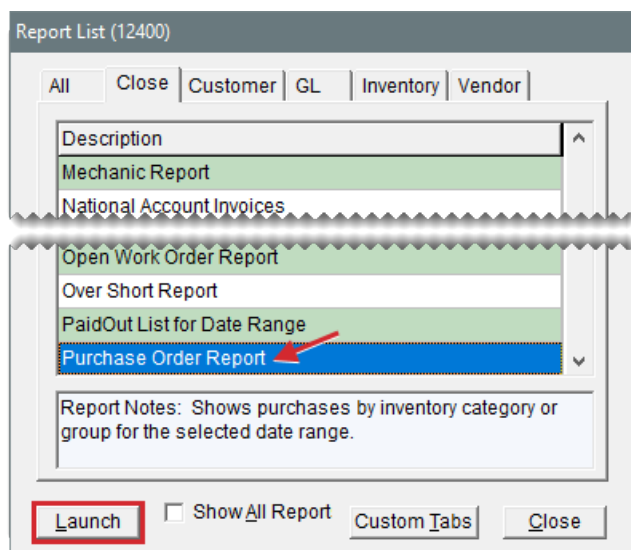 Report List (12400)
All Close Customer GL Inventory Vendor
Description
Mechanic Report
National Account Invoices
Open Work Order Report
Over Short Report
PaidOut List for Date Range
Purchase Order Report
Report Notes: Shows purchases by inventory category or
group for the selected date range.
Launch Show All Report Custom Tabs Close